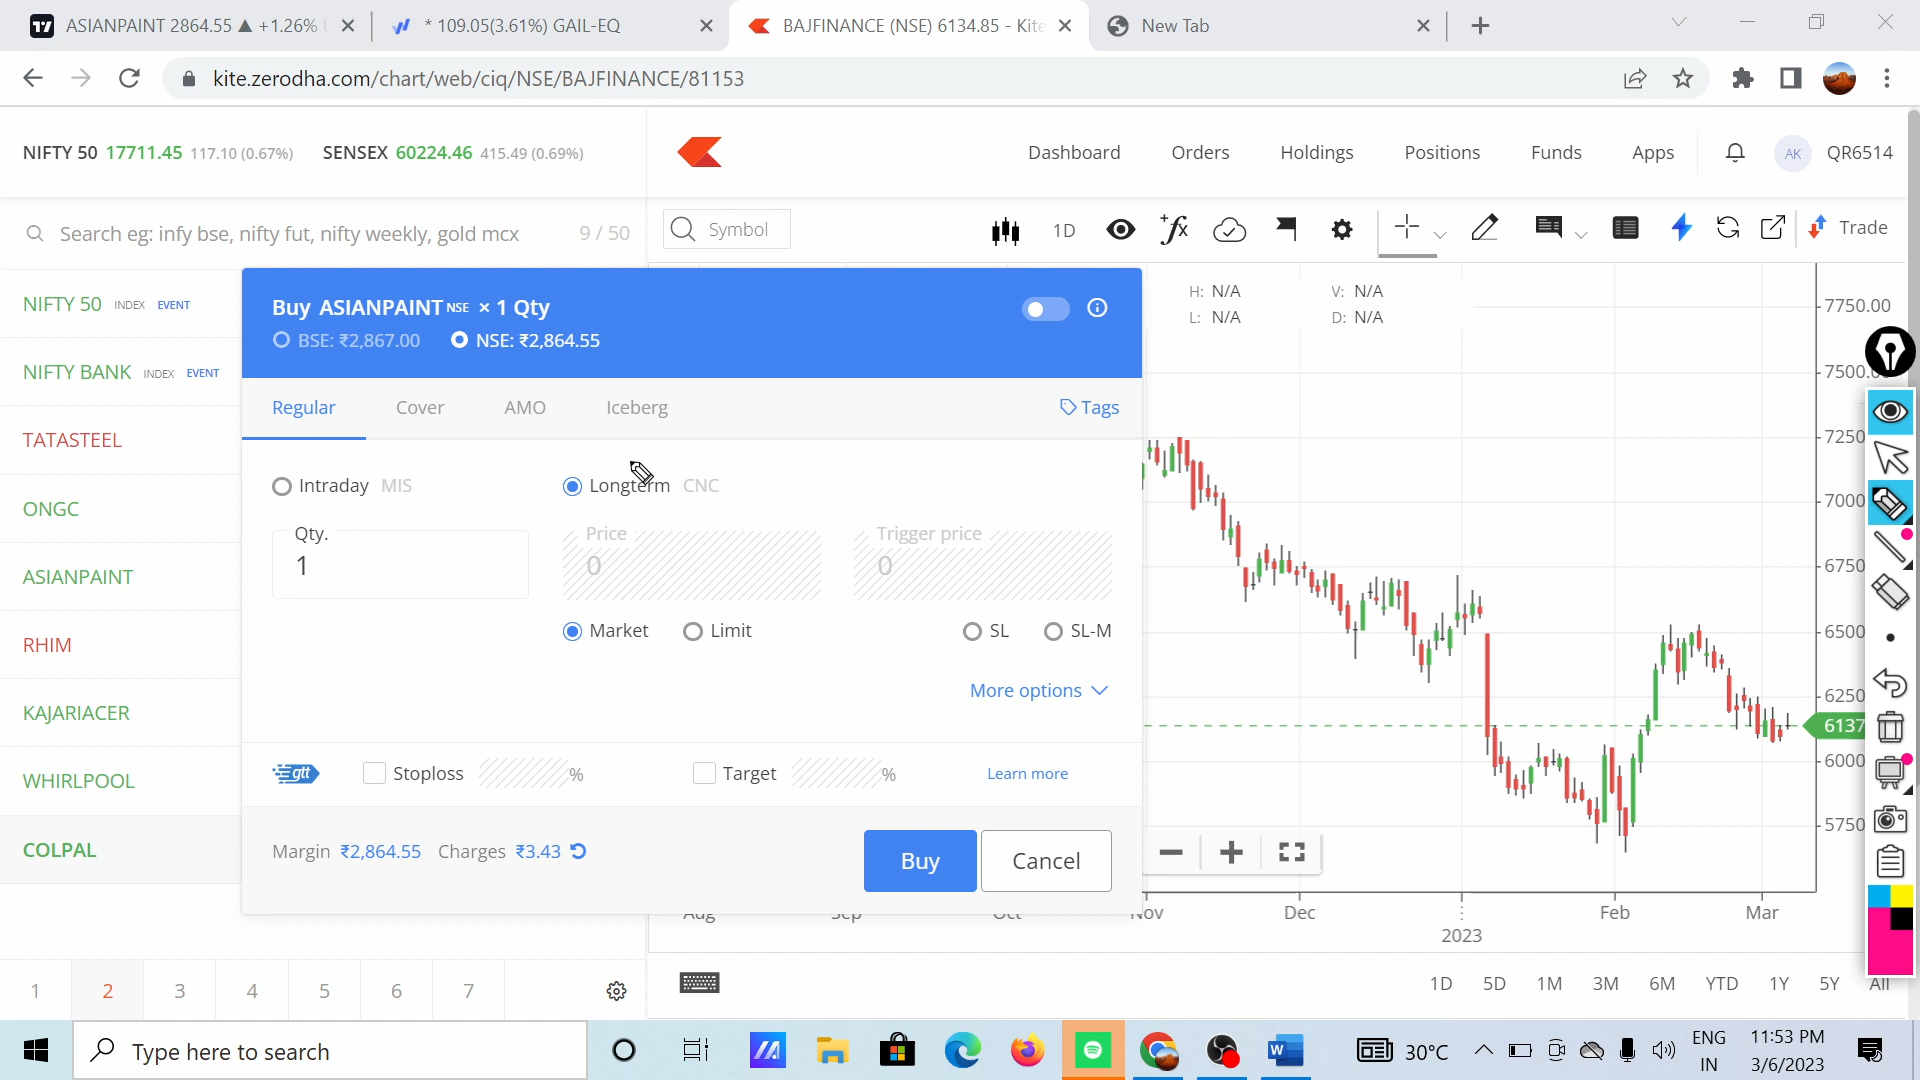 ASIANPAINT 2864.55 ▲ +1.26%
* 109.05(3.61%) GAIL-EQ
BAJFINANCE (NSE) 6134.85 - Kite
New Tab
kite.zerodha.com/chart/web/ciq/NSE/BAJFINANCE/81153
NIFTY 50 17711.45 117.10 (0.67%) SENSEX 60224.46 415.49 (0.69%)
Dashboard Orders Holdings Positions Funds Apps AK QR6514
Search eg: infy bse, nifty fut, nifty weekly, gold mcx 9 / 50
Symbol 1D Trade
NIFTY 50 INDEX EVENT
NIFTY BANK INDEX EVENT
TATASTEEL
ONGC
ASIANPAINT
RHIM
KAJARIACER
WHIRLPOOL
COLPAL
1 2 3 4 5 6 7
Buy ASIANPAINT NSE × 1 Qty
BSE: ₹2,867.00 NSE: ₹2,864.55
Regular Cover AMO Iceberg Tags
Intraday MIS Longterm CNC
Qty. Price Trigger price
1 0 0
Market Limit SL SL-M
More options
gtt Stoploss % Target % Learn more
Margin ₹2,864.55 Charges ₹3.43
Buy Cancel
H: N/A V: N/A
L: N/A D: N/A
7750.00
7500.0
7250
7000
6750
6500
6250
6137
6000
5750
Aug Sep Oct Nov Dec Feb Mar
2023
1D 5D 1M 3M 6M YTD 1Y 5Y All
Type here to search
30°C
ENG
IN
11:53 PM
3/6/2023